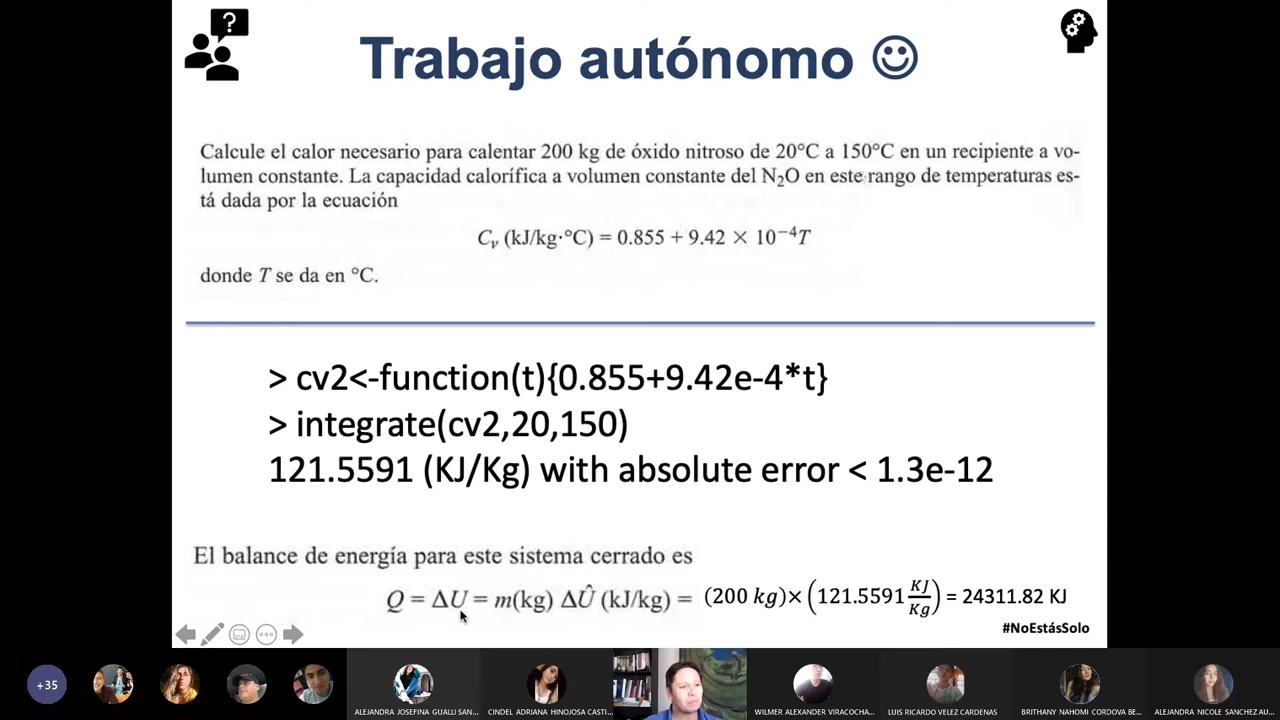 ?
Trabajo autónomo ☺
Calcule el calor necesario para calentar 200 kg de óxido nitroso de 20°C a 150°C en un recipiente a vo-
lumen constante. La capacidad calorífica a volumen constante del N₂O en este rango de temperaturas es-
tá dada por la ecuación
Cᵥ (kJ/kg·°C) = 0.855 + 9.42 × 10⁻⁴T
donde T se da en °C.
> cv2<-function(t){0.855+9.42e-4*t}
> integrate(cv2,20,150)
121.5591 (KJ/Kg) with absolute error < 1.3e-12
El balance de energía para este sistema cerrado es
Q = ΔU = m(kg) ΔÛ (kJ/kg) = (200 kg)× (121.5591 KJ/Kg) = 24311.82 KJ
#NoEstásSolo
+35
ALEJANDRA JOSEFINA GUALLI SAN...
CINDEL ADRIANA HINOJOSA CASTI...
WILMER ALEXANDER VIRACOCHA...
LUIS RICARDO VELEZ CARDENAS
BRITHANY NAHOMI CORDOVA BE...
ALEJANDRA NICOLE SANCHEZ AU...